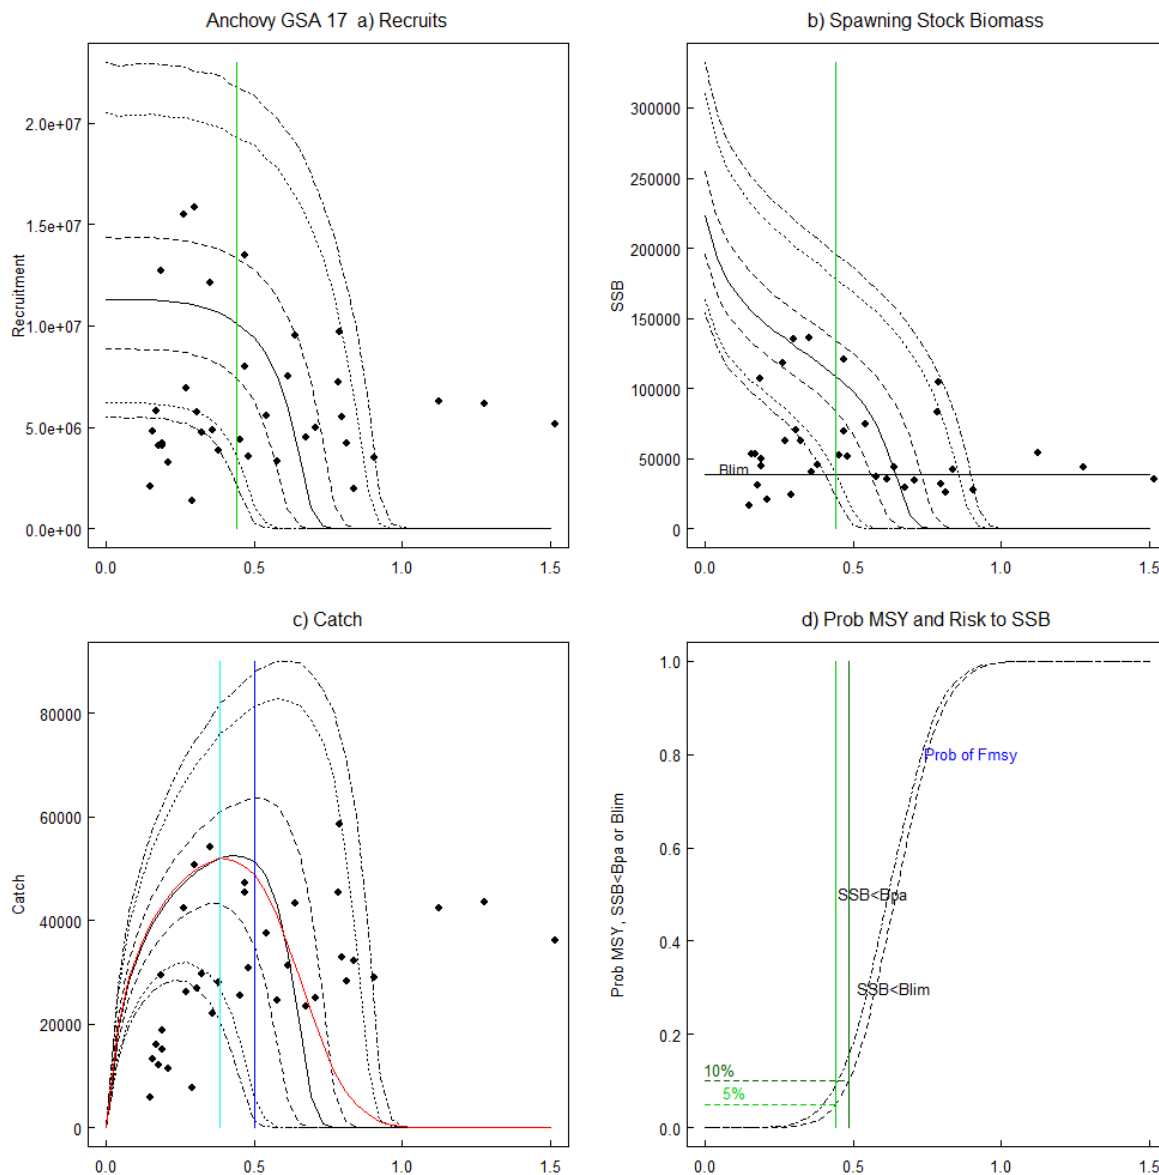 Anchovy GSA 17 a) Recruits
Recruitment
2.0e+07
1.5e+07
1.0e+07
5.0e+06
0.0e+00
0.0 0.5 1.0 1.5
b) Spawning Stock Biomass
SSB
300000
250000
200000
150000
100000
50000
0
Blim
0.0 0.5 1.0 1.5
c) Catch
Catch
80000
60000
40000
20000
0
0.0 0.5 1.0 1.5
d) Prob MSY and Risk to SSB
Prob MSY, SSB<Bpa or Blim
1.0
0.8
0.6
0.4
0.2
0.0
Prob of Fmsy
SSB<Bpa
SSB<Blim
10%
5%
0.0 0.5 1.0 1.5